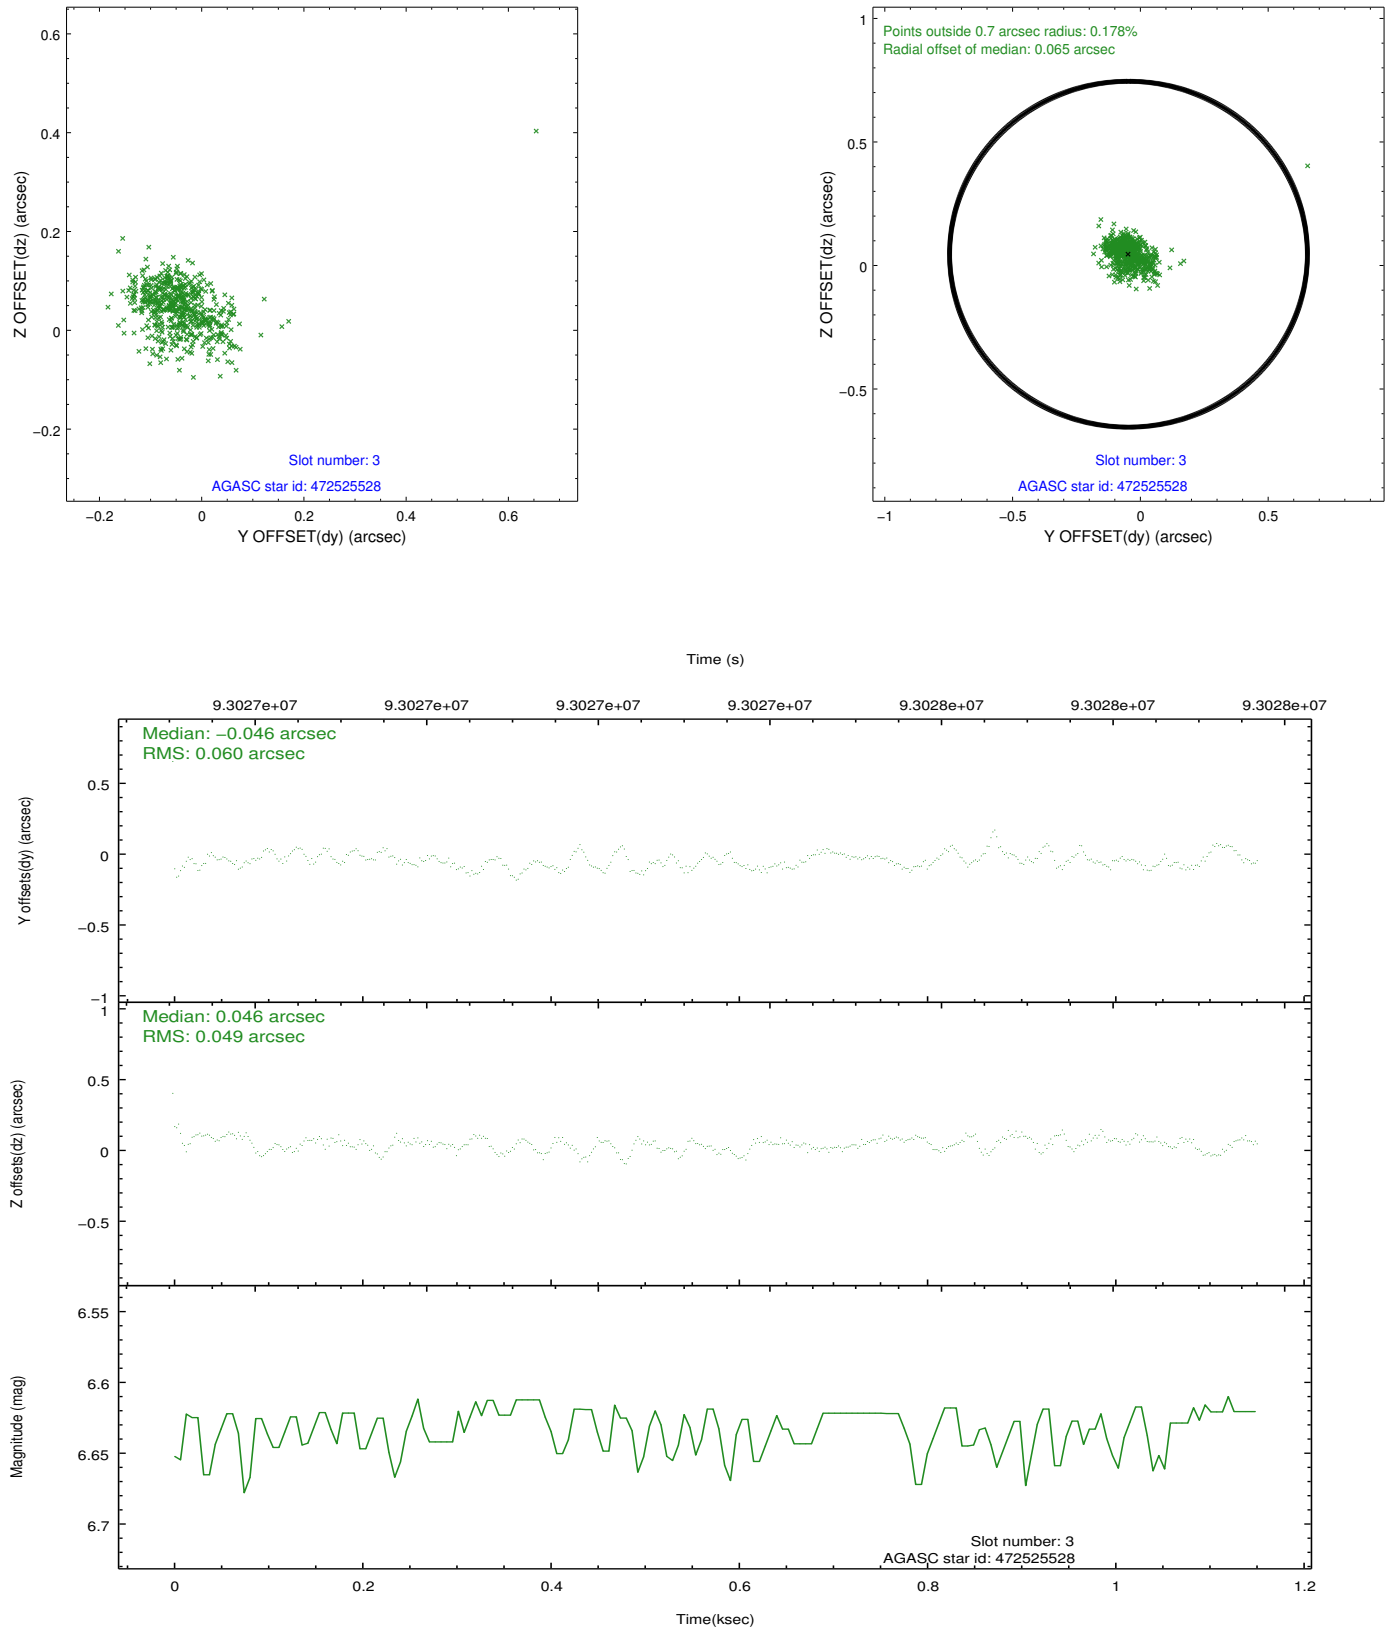 0.6
0.4
0.2
0
−0.2
Z OFFSET(dz) (arcsec)
Slot number: 3
AGASC star id: 472525528
−0.2 0 0.2 0.4 0.6
Y OFFSET(dy) (arcsec)
Points outside 0.7 arcsec radius: 0.178%
Radial offset of median: 0.065 arcsec
1
0.5
0
−0.5
Z OFFSET(dz) (arcsec)
Slot number: 3
AGASC star id: 472525528
−1 −0.5 0 0.5
Y OFFSET(dy) (arcsec)
Time (s)
9.3027e+07 9.3027e+07 9.3027e+07 9.3027e+07 9.3028e+07 9.3028e+07 9.3028e+07
Median: −0.046 arcsec
RMS: 0.060 arcsec
0.5
0
−0.5
−1
Y offsets(dy) (arcsec)
Median: 0.046 arcsec
RMS: 0.049 arcsec
1
0.5
0
−0.5
Z offsets(dz) (arcsec)
6.55
6.6
6.65
6.7
Magnitude (mag)
Slot number: 3
AGASC star id: 472525528
0 0.2 0.4 0.6 0.8 1 1.2
Time(ksec)